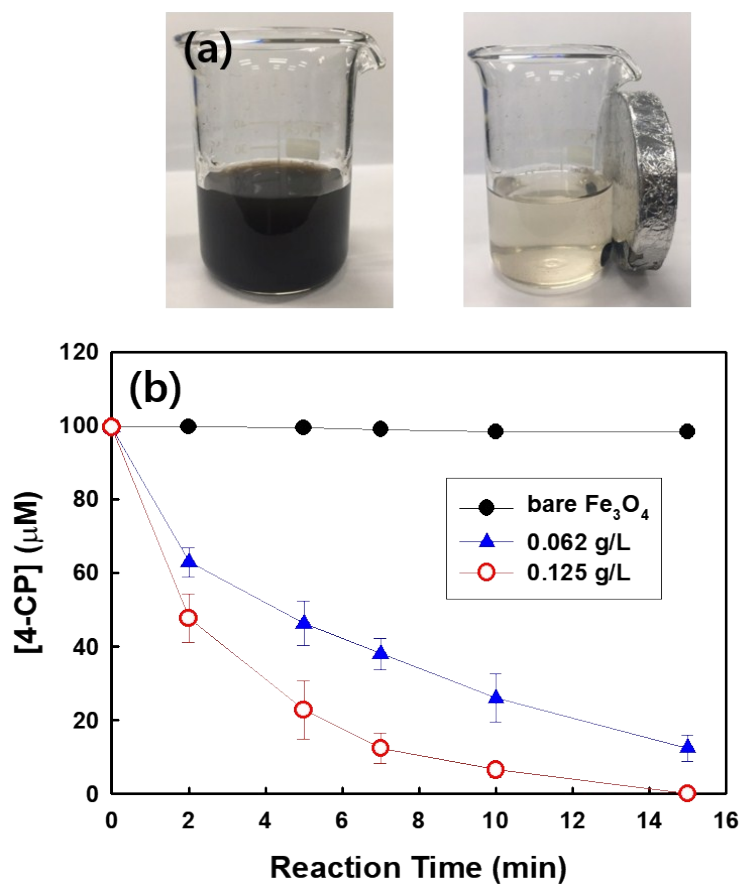 (a)
120
(b)
100
80
60
40
20
0
[4-CP] (μM)
bare Fe₃O₄
0.062 g/L
0.125 g/L
0 2 4 6 8 10 12 14 16
Reaction Time (min)